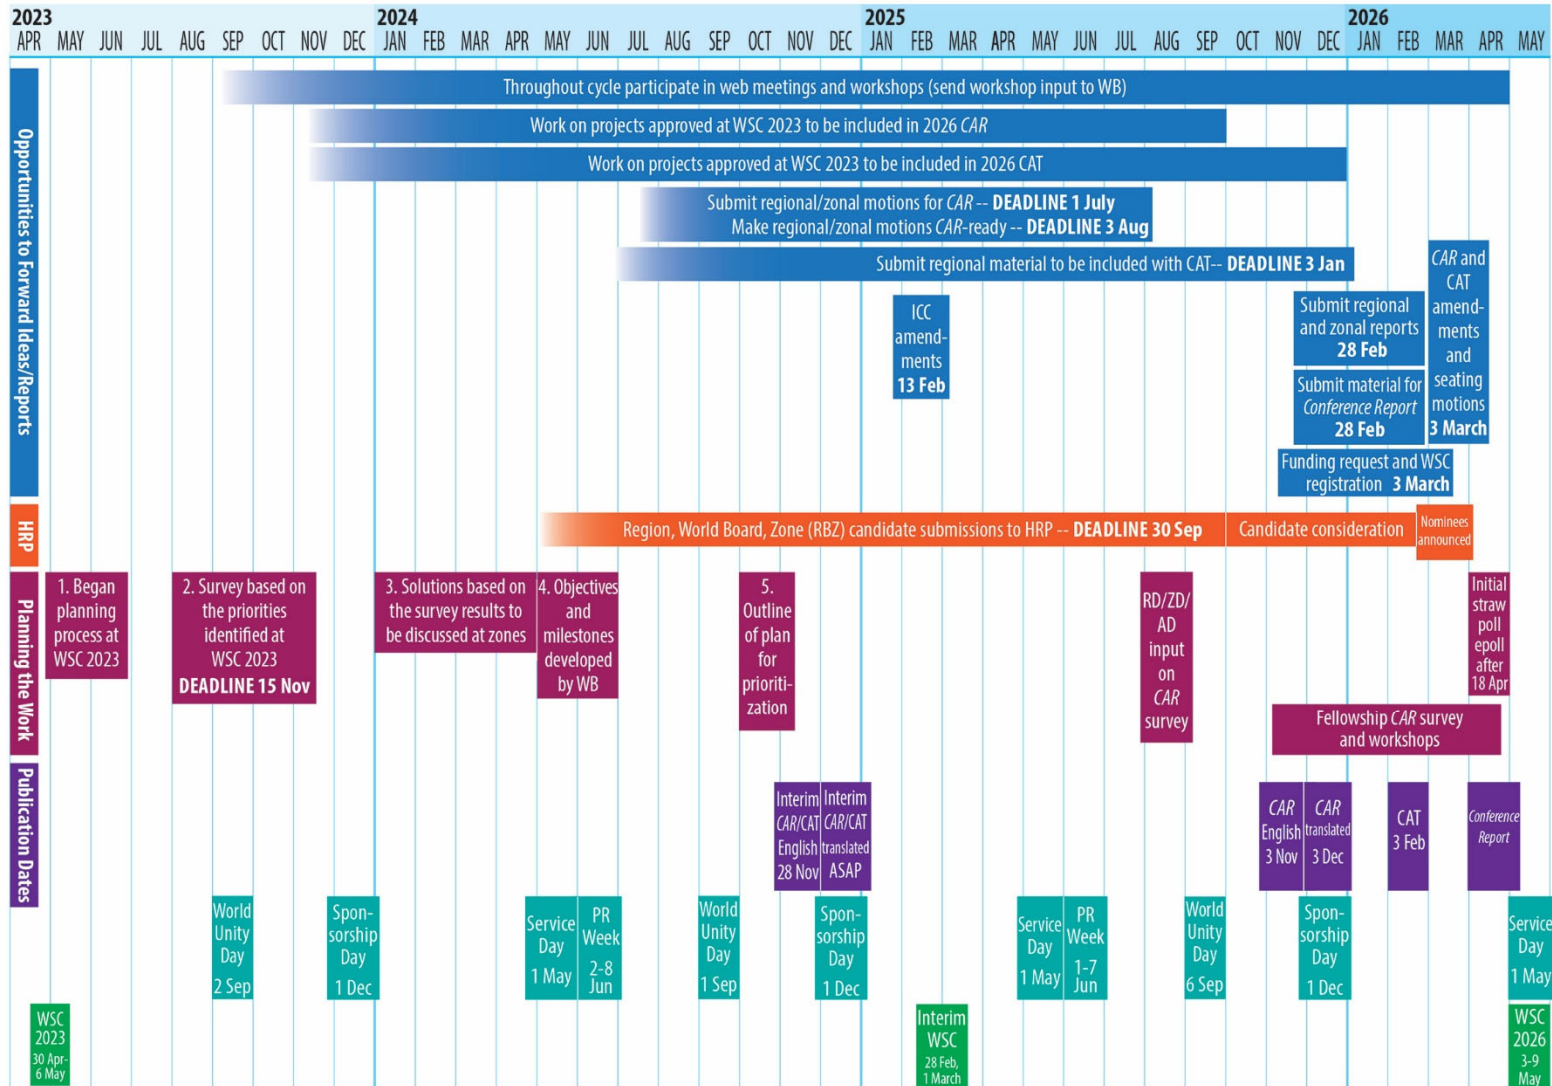 2023 2024 2025 2026
APR MAY JUN JUL AUG SEP OCT NOV DEC JAN FEB MAR APR MAY JUN JUL AUG SEP OCT NOV DEC JAN FEB MAR APR MAY JUN JUL AUG SEP OCT NOV DEC JAN FEB MAR APR MAY
Opportunities to Forward Ideas/Reports
Throughout cycle participate in web meetings and workshops (send workshop input to WB)
Work on projects approved at WSC 2023 to be included in 2026 CAR
Work on projects approved at WSC 2023 to be included in 2026 CAT
Submit regional/zonal motions for CAR -- DEADLINE 1 July
Make regional/zonal motions CAR-ready -- DEADLINE 3 Aug
Submit regional material to be included with CAT-- DEADLINE 3 Jan
ICC
amend-
ments
13 Feb
Submit regional
and zonal reports
28 Feb
Submit material for
Conference Report
28 Feb
CAR and
CAT
amend-
ments
and
seating
motions
3 March
Funding request and WSC
registration 3 March
HRP
Region, World Board, Zone (RBZ) candidate submissions to HRP -- DEADLINE 30 Sep
Candidate consideration
Nominees
announced
Planning the Work
1. Began
planning
process at
WSC 2023
2. Survey based on
the priorities
identified at
WSC 2023
DEADLINE 15 Nov
3. Solutions based on
the survey results to
be discussed at zones
4. Objectives
and
milestones
developed
by WB
5.
Outline
of plan
for
prioriti-
zation
RD/ZD/
AD
input
on
CAR
survey
Initial
straw
poll
epoll
after
18 Apr
Fellowship CAR survey
and workshops
Publication Dates
Interim
CAR/CAT
English
28 Nov
Interim
CAR/CAT
translated
ASAP
CAR
English
3 Nov
CAR
translated
3 Dec
CAT
3 Feb
Conference
Report
World
Unity
Day
2 Sep
Spon-
sorship
Day
1 Dec
Service
Day
1 May
PR
Week
2-8
Jun
World
Unity
Day
1 Sep
Spon-
sorship
Day
1 Dec
Service
Day
1 May
PR
Week
1-7
Jun
World
Unity
Day
6 Sep
Spon-
sorship
Day
1 Dec
Service
Day
1 May
WSC
2023
30 Apr-
6 May
Interim
WSC
28 Feb,
1 March
WSC
2026
3-9
May